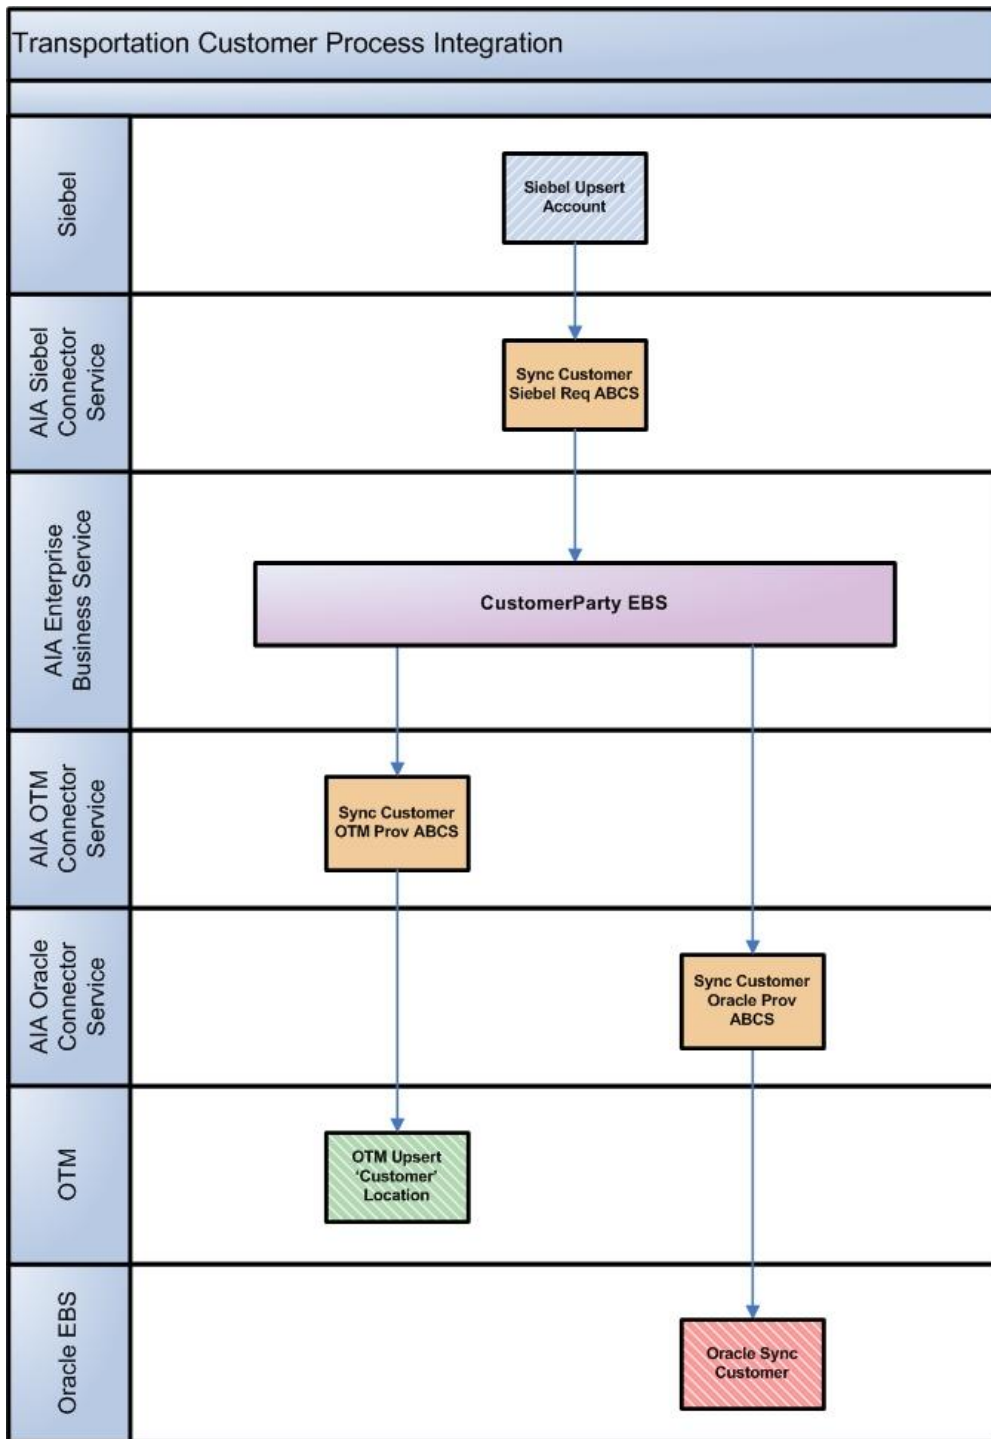 Transportation Customer Process Integration
Siebel
Siebel Upsert
Account
AIA Siebel
Connector
Service
Sync Customer
Siebel Req ABCS
AIA Enterprise
Business Service
CustomerParty EBS
AIA OTM
Connector
Service
Sync Customer
OTM Prov ABCS
AIA Oracle
Connector
Service
Sync Customer
Oracle Prov
ABCS
OTM
OTM Upsert
‘Customer’
Location
Oracle EBS
Oracle Sync
Customer